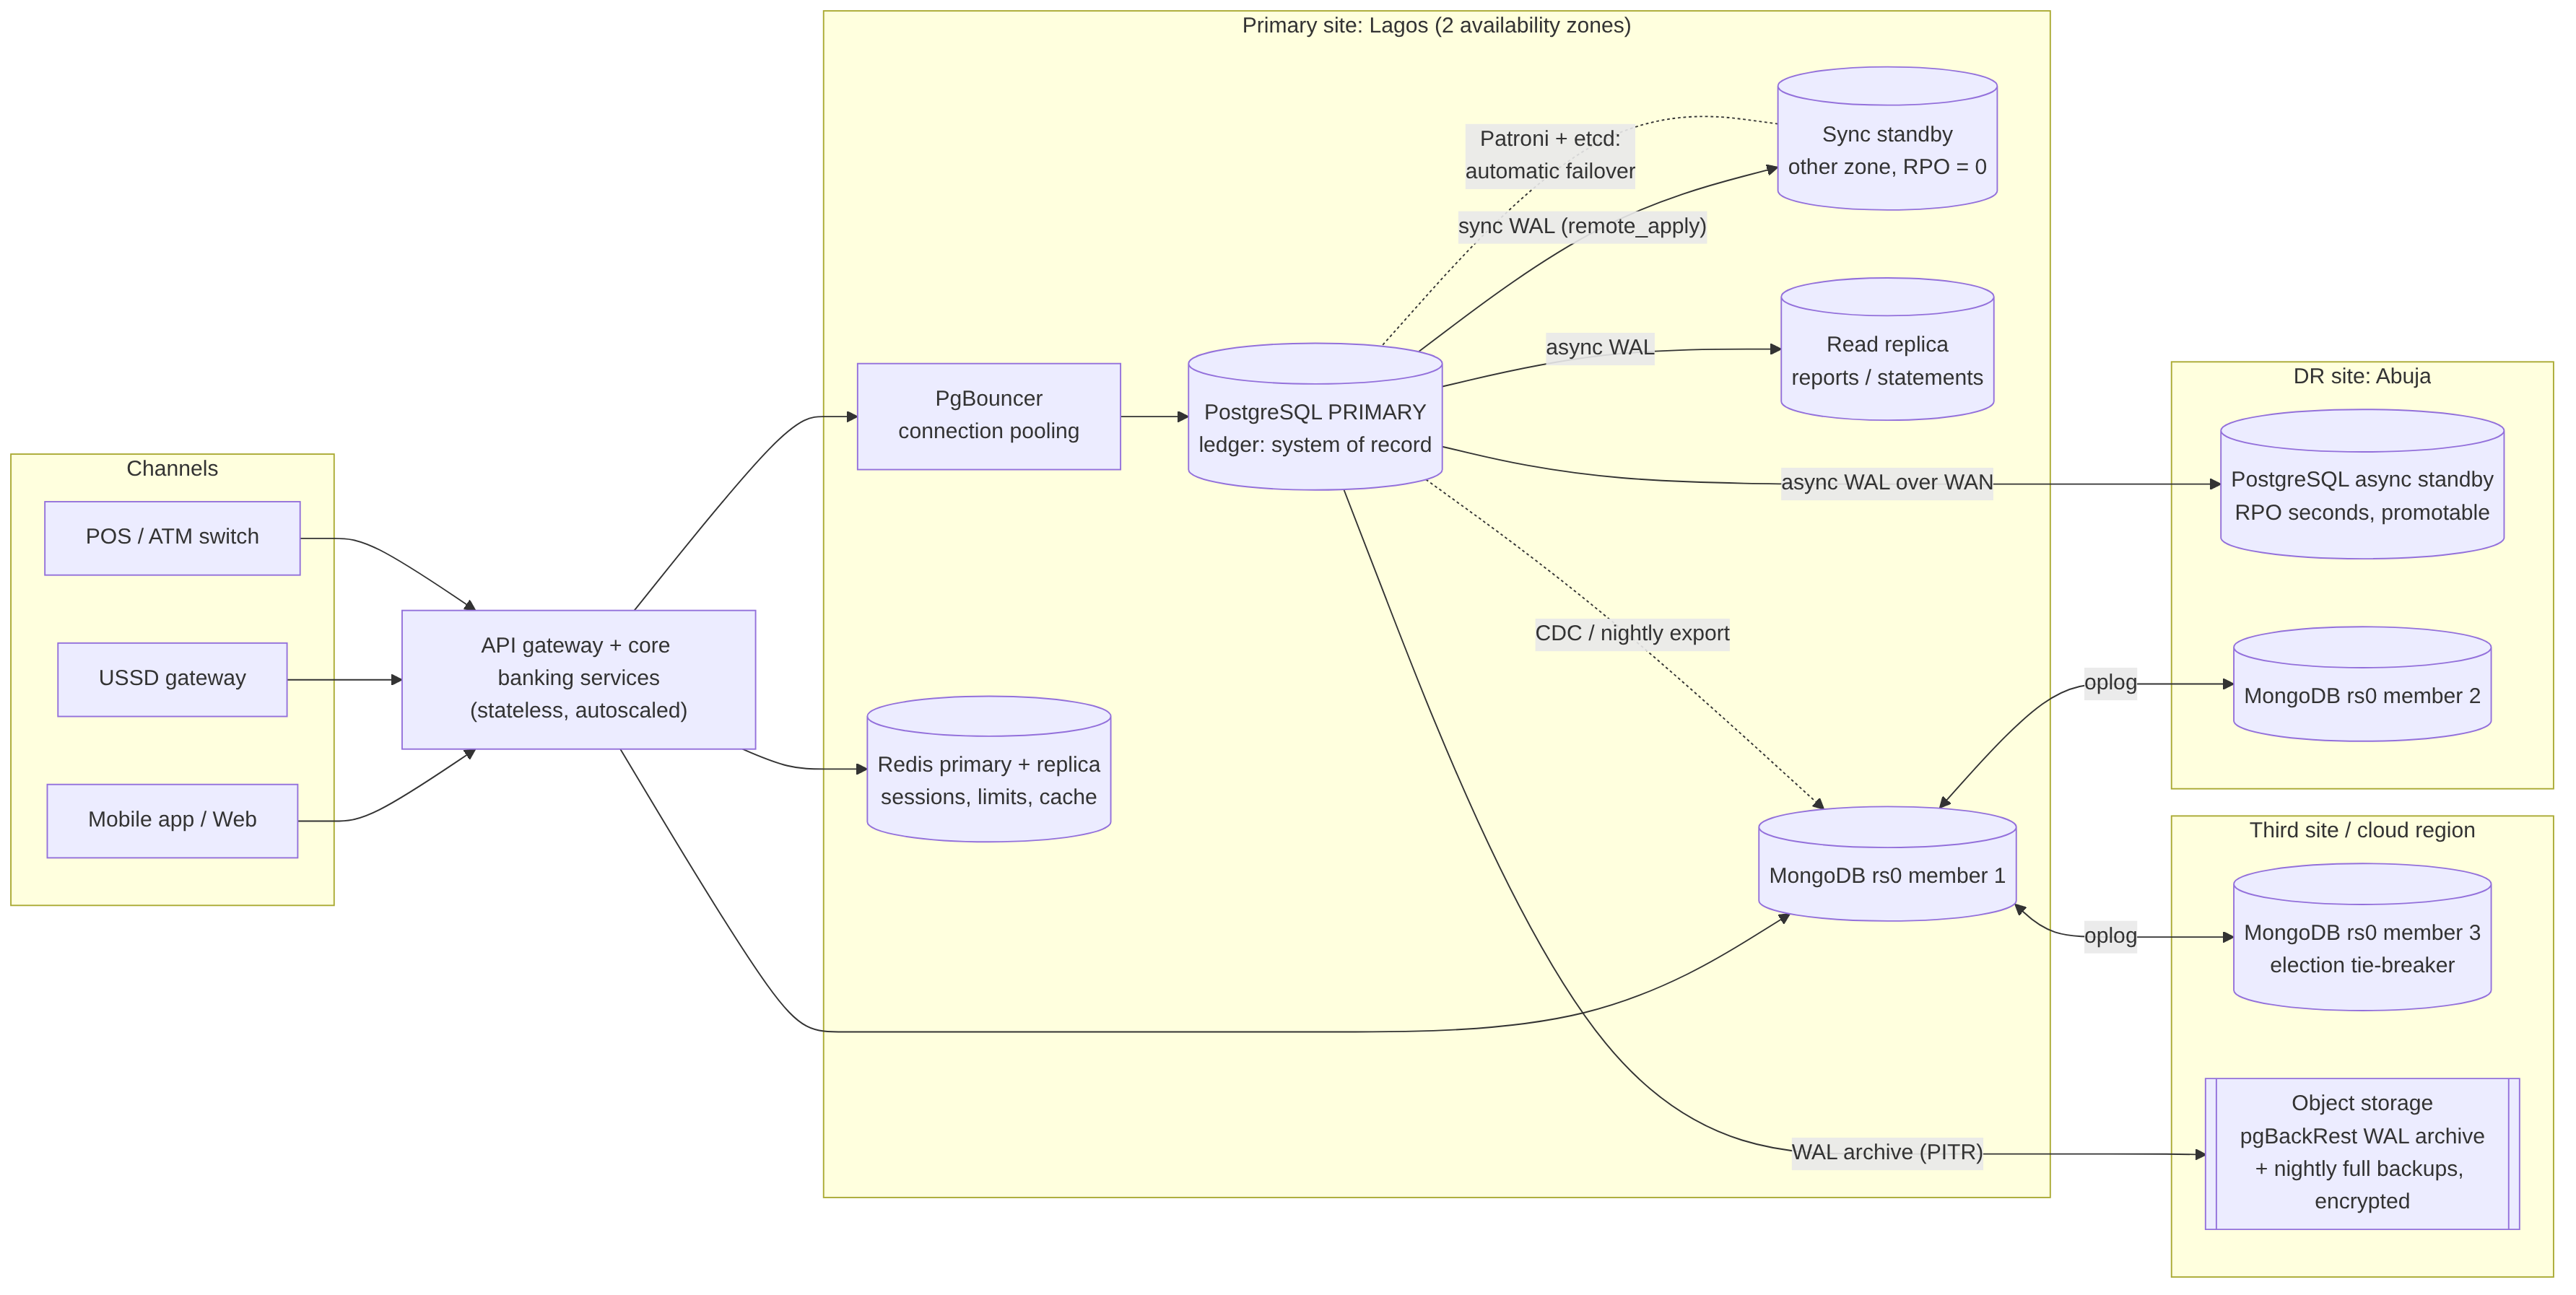 Primary site: Lagos (2 availability zones)
Sync standby
other zone, RPO = 0
Patroni + etcd:
automatic failover
sync WAL (remote_apply)
Read replica
reports / statements
async WAL
PgBouncer
connection pooling
PostgreSQL PRIMARY
ledger: system of record
async WAL over WAN
DR site: Abuja
PostgreSQL async standby
RPO seconds, promotable
Channels
POS / ATM switch
USSD gateway
Mobile app / Web
API gateway + core
banking services
(stateless, autoscaled)
CDC / nightly export
oplog
MongoDB rs0 member 2
Redis primary + replica
sessions, limits, cache
MongoDB rs0 member 1
Third site / cloud region
oplog
MongoDB rs0 member 3
election tie-breaker
WAL archive (PITR)
Object storage
pgBackRest WAL archive
+ nightly full backups,
encrypted